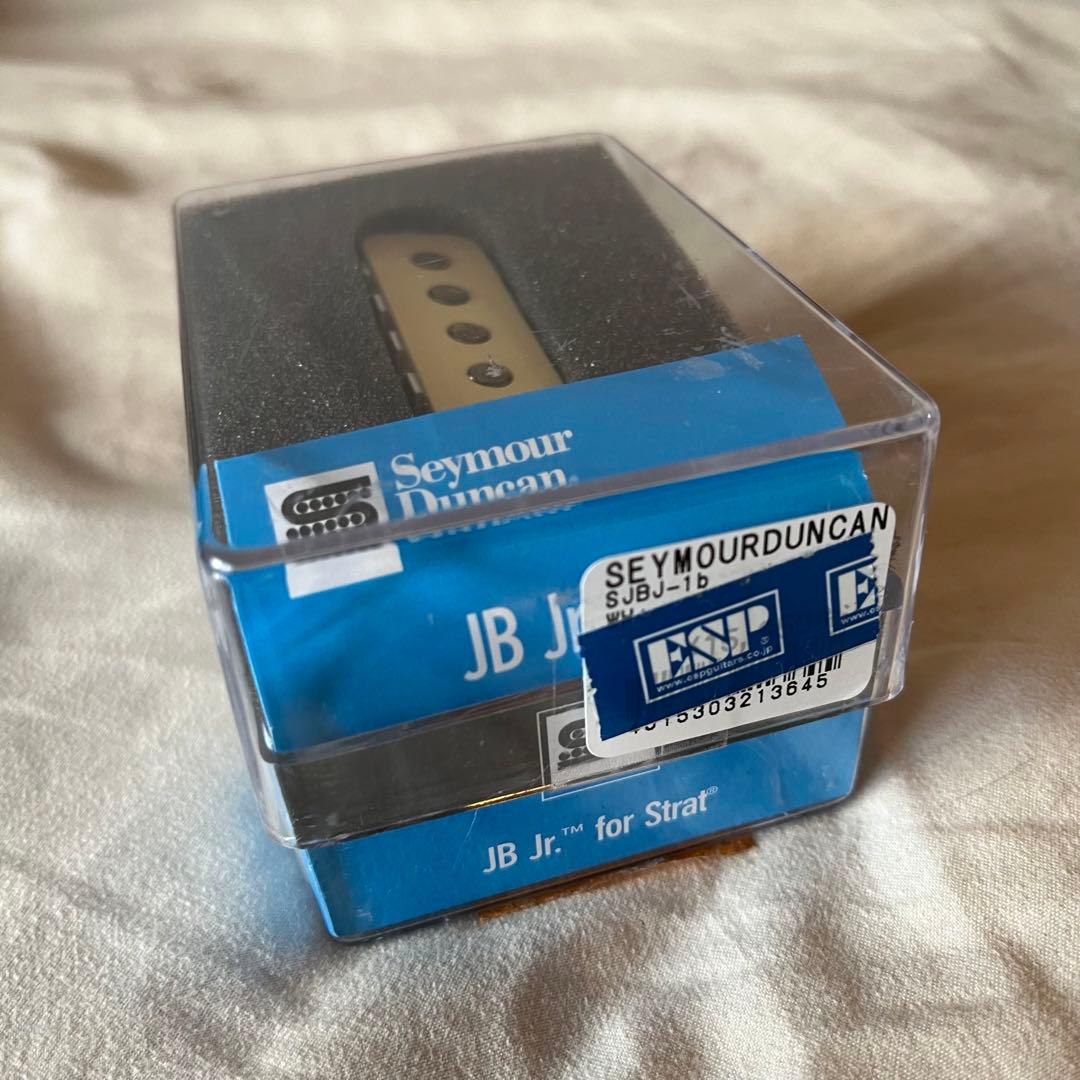 Seymour
Duncan
JB Jr
SEYMOURDUNCAN
SJBJ-1b
ESP®
www.espguitars.co.jp
JB Jr.™ for Strat®